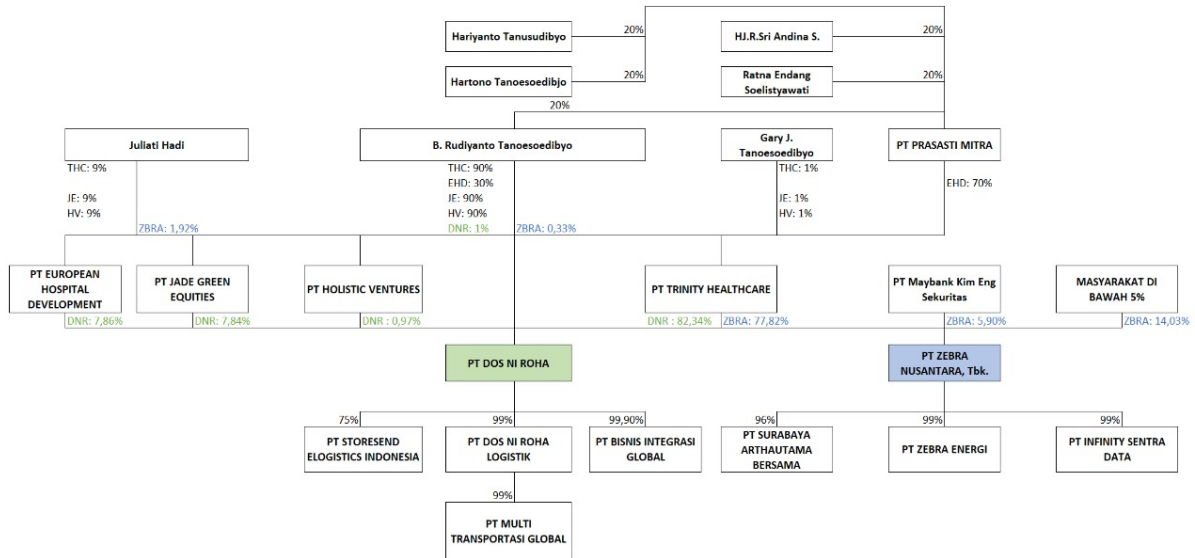 Hariyanto Tanusudibyo
20%
HJ.R.Sri Andina S.
20%
Hartono Tanoesoedibjo
20%
Ratna Endang
Soelistyawati
20%
20%
Juliati Hadi
B. Rudiyanto Tanoesoedibyo
Gary J.
Tanoesoedibyo
PT PRASASTI MITRA
THC: 9%
JE: 9%
HV: 9%
ZBRA: 1,92%
THC: 90%
EHD: 30%
JE: 90%
HV: 90%
DNR: 1%
ZBRA: 0,33%
THC: 1%
JE: 1%
HV: 1%
EHD: 70%
PT EUROPEAN
HOSPITAL
DEVELOPMENT
PT JADE GREEN
EQUITIES
PT HOLISTIC VENTURES
PT TRINITY HEALTHCARE
PT Maybank Kim Eng
Sekuritas
MASYARAKAT DI
BAWAH 5%
DNR: 7,86%
DNR: 7,84%
DNR : 0,97%
DNR : 82,34%
ZBRA: 77,82%
ZBRA: 5,90%
ZBRA: 14,03%
PT DOS NI ROHA
PT ZEBRA
NUSANTARA, Tbk.
75%
99%
99,90%
96%
99%
99%
PT STORESEND
ELOGISTICS INDONESIA
PT DOS NI ROHA
LOGISTIK
PT BISNIS INTEGRASI
GLOBAL
PT SURABAYA
ARTHAUTAMA
BERSAMA
PT ZEBRA ENERGI
PT INFINITY SENTRA
DATA
99%
PT MULTI
TRANSPORTASI GLOBAL